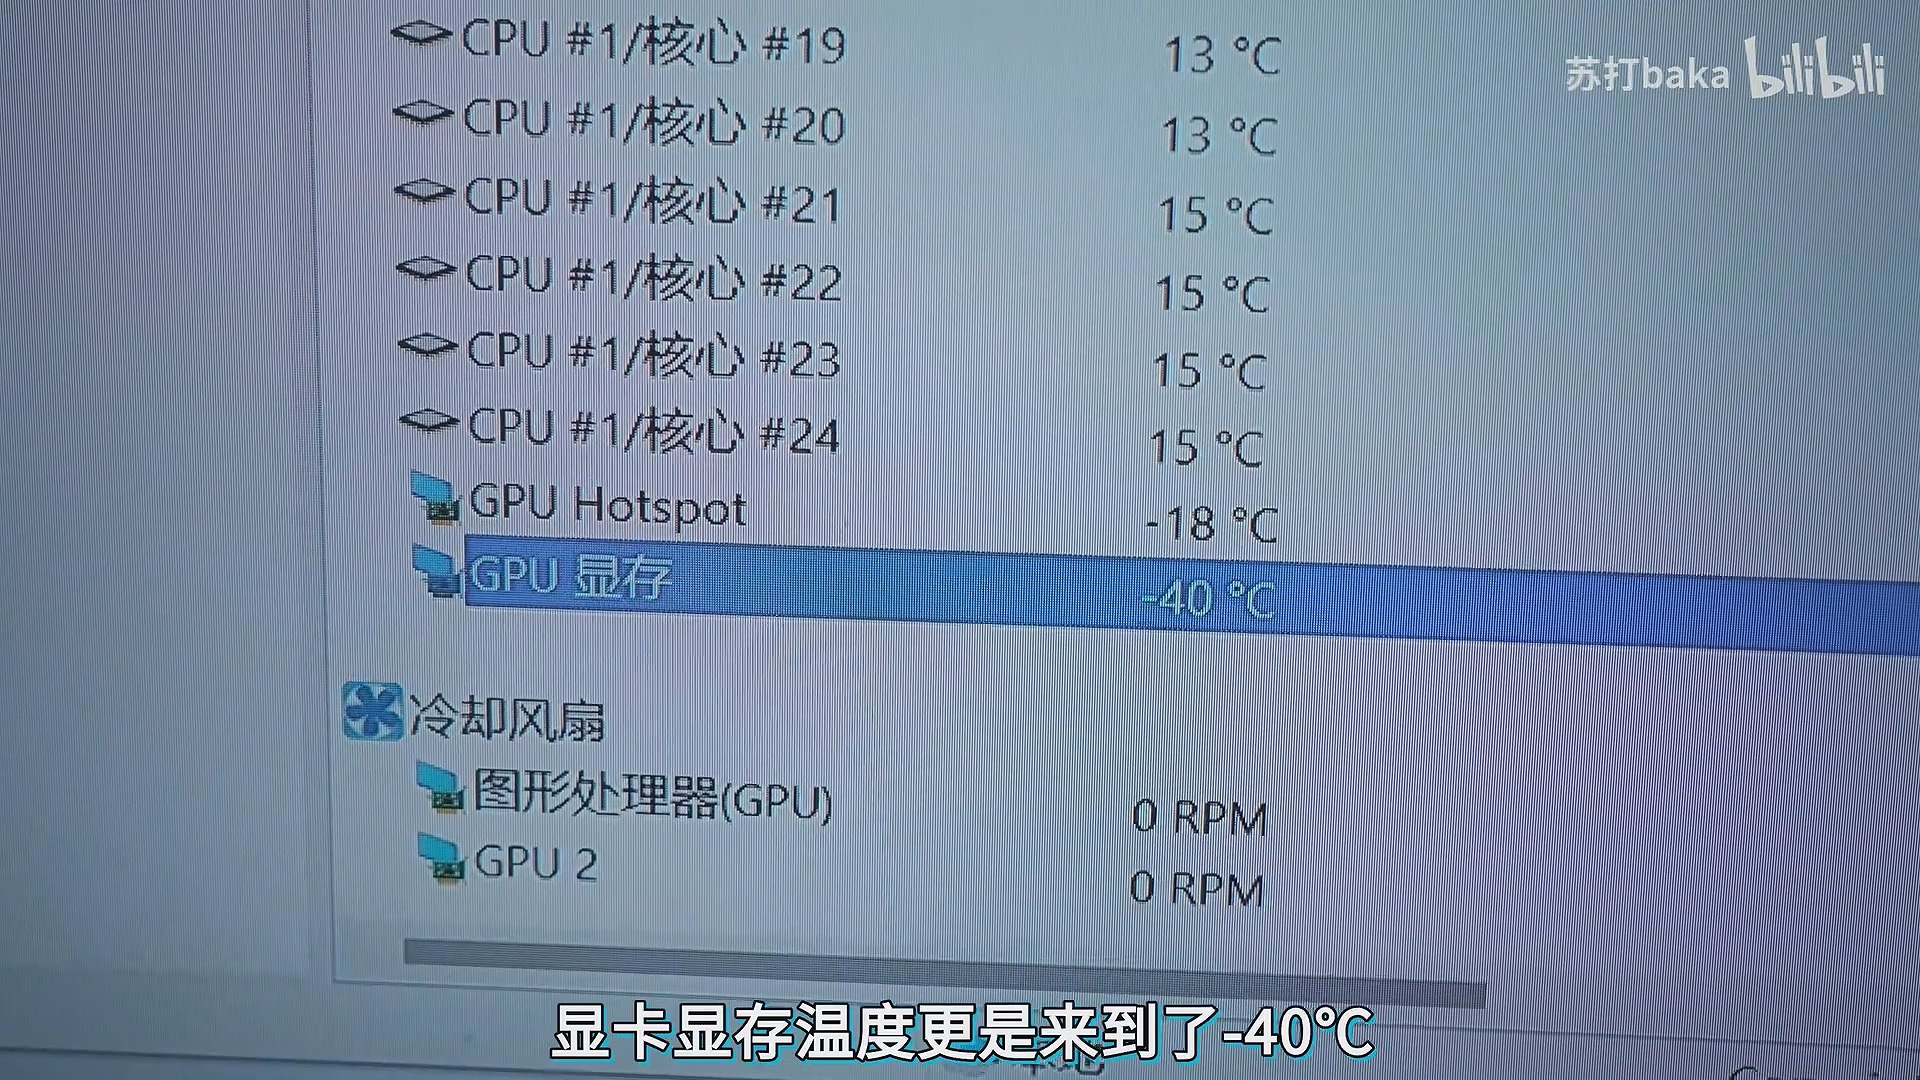 CPU #1/核心 #19 13 °C
苏打baka bilibili
CPU #1/核心 #20 13 °C
CPU #1/核心 #21 15 °C
CPU #1/核心 #22 15 °C
CPU #1/核心 #23 15 °C
CPU #1/核心 #24 15 °C
GPU Hotspot -18 °C
GPU 显存 -40 °C
冷却风扇
图形处理器(GPU) 0 RPM
GPU 2 0 RPM
显卡显存温度更是来到了-40°C